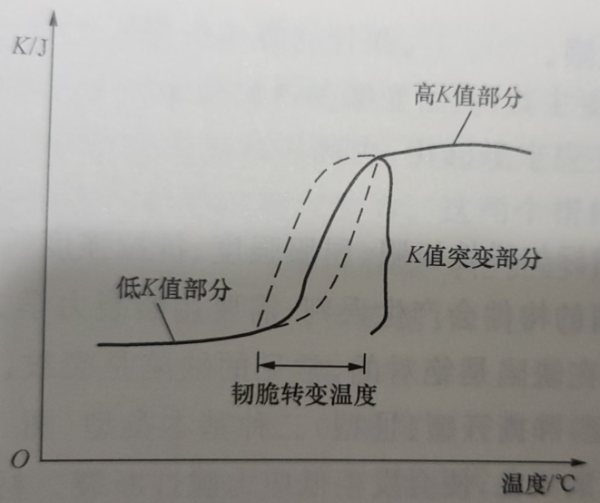 K/J
高K值部分
K值突变部分
低K值部分
韧脆转变温度
O
温度/℃